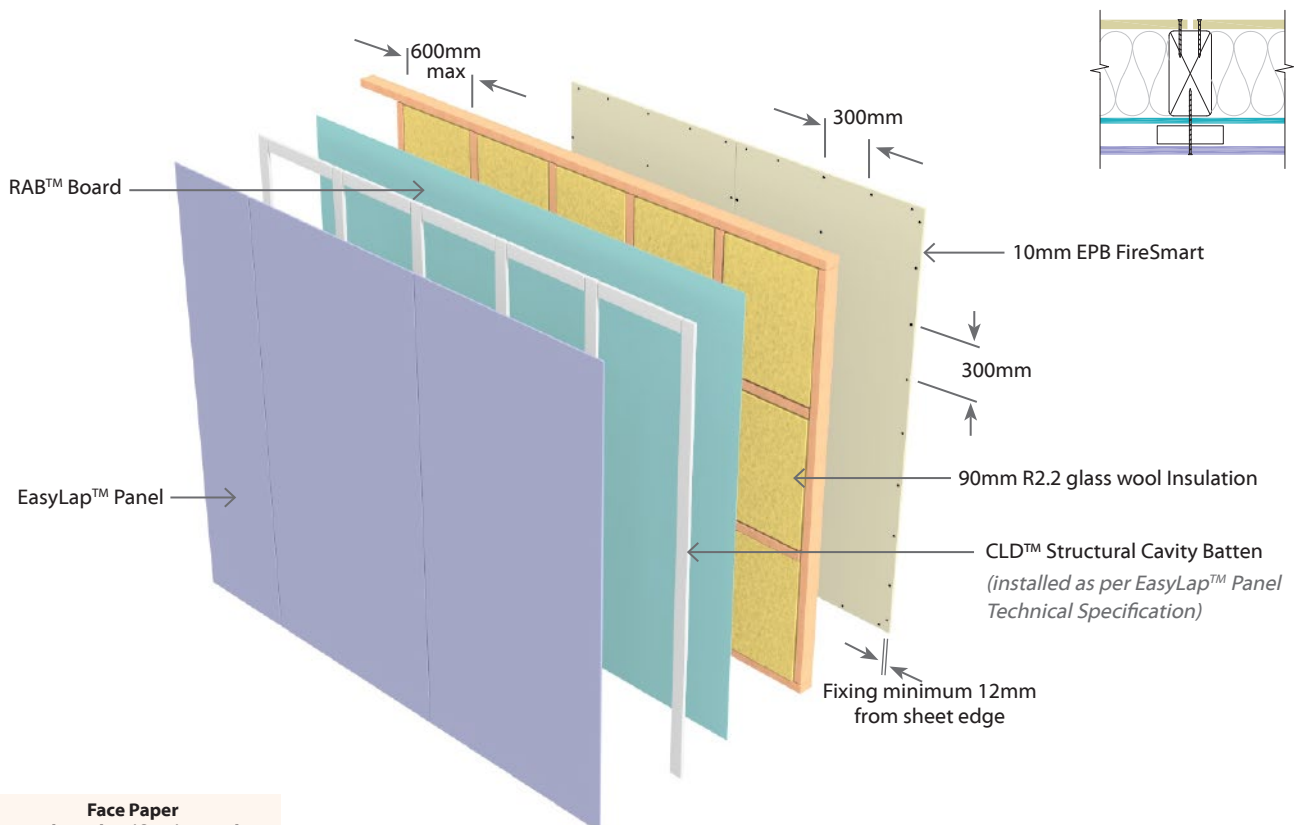 600mm
max
300mm
RAB™ Board
10mm EPB FireSmart
300mm
90mm R2.2 glass wool Insulation
EasyLap™ Panel
CLD™ Structural Cavity Batten
(installed as per EasyLap™ Panel
Technical Specification)
Fixing minimum 12mm
from sheet edge
Face Paper